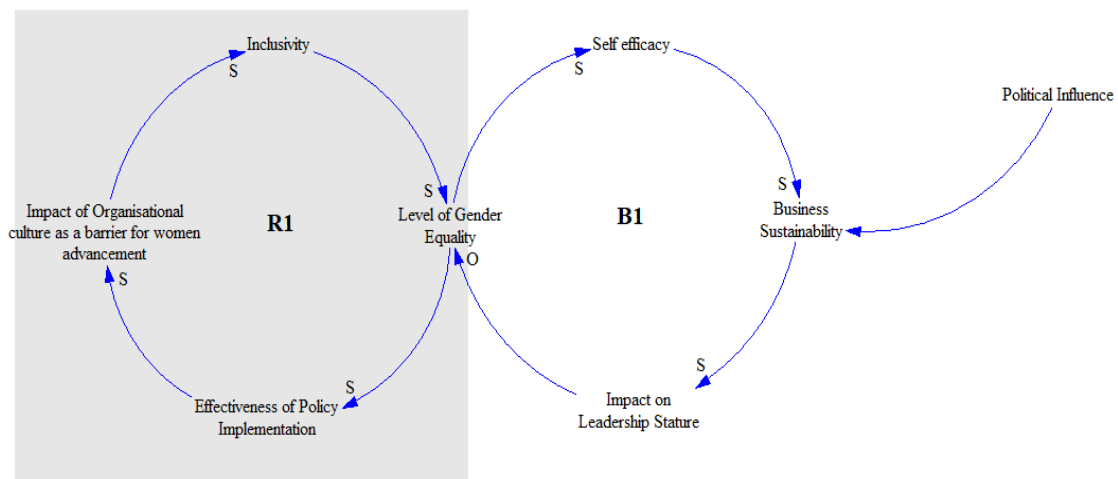 Inclusivity
S
Self efficacy
S
Political Influence
S
Level of Gender
Equality
O
R1
B1
S
Business
Sustainability
Impact of Organisational
culture as a barrier for women
advancement
S
S
Effectiveness of Policy
Implementation
S
Impact on
Leadership Stature